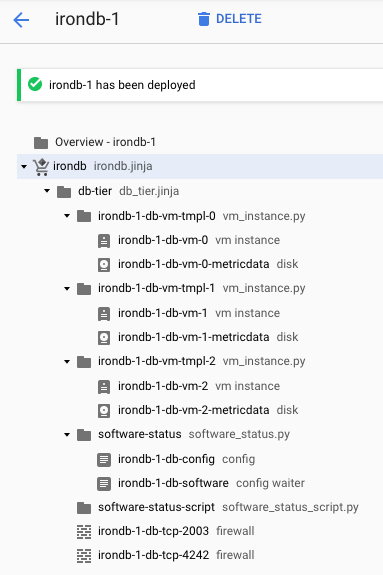 irondb-1 DELETE
irondb-1 has been deployed
Overview - irondb-1
irondb irondb.jinja
db-tier db_tier.jinja
irondb-1-db-vm-tmpl-0 vm_instance.py
irondb-1-db-vm-0 vm instance
irondb-1-db-vm-0-metricdata disk
irondb-1-db-vm-tmpl-1 vm_instance.py
irondb-1-db-vm-1 vm instance
irondb-1-db-vm-1-metricdata disk
irondb-1-db-vm-tmpl-2 vm_instance.py
irondb-1-db-vm-2 vm instance
irondb-1-db-vm-2-metricdata disk
software-status software_status.py
irondb-1-db-config config
irondb-1-db-software config waiter
software-status-script software_status_script.py
irondb-1-db-tcp-2003 firewall
irondb-1-db-tcp-4242 firewall